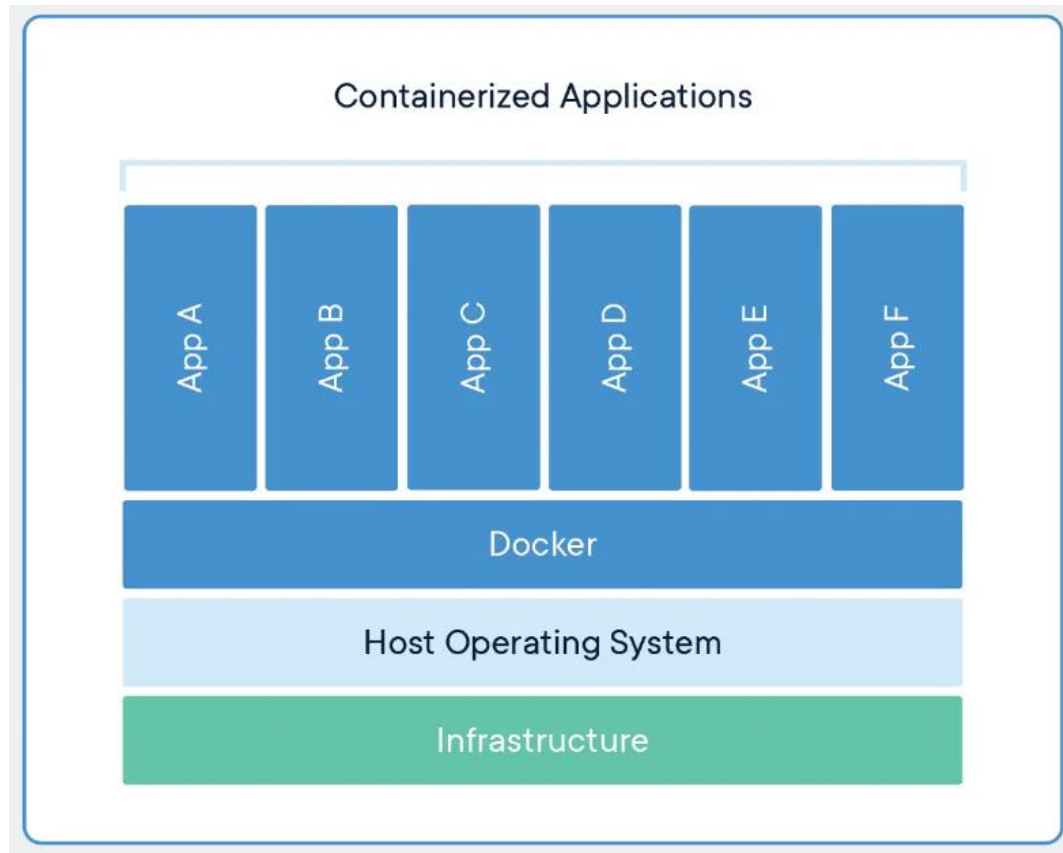 Containerized Applications
App A
App B
App C
App D
App E
App F
Docker
Host Operating System
Infrastructure